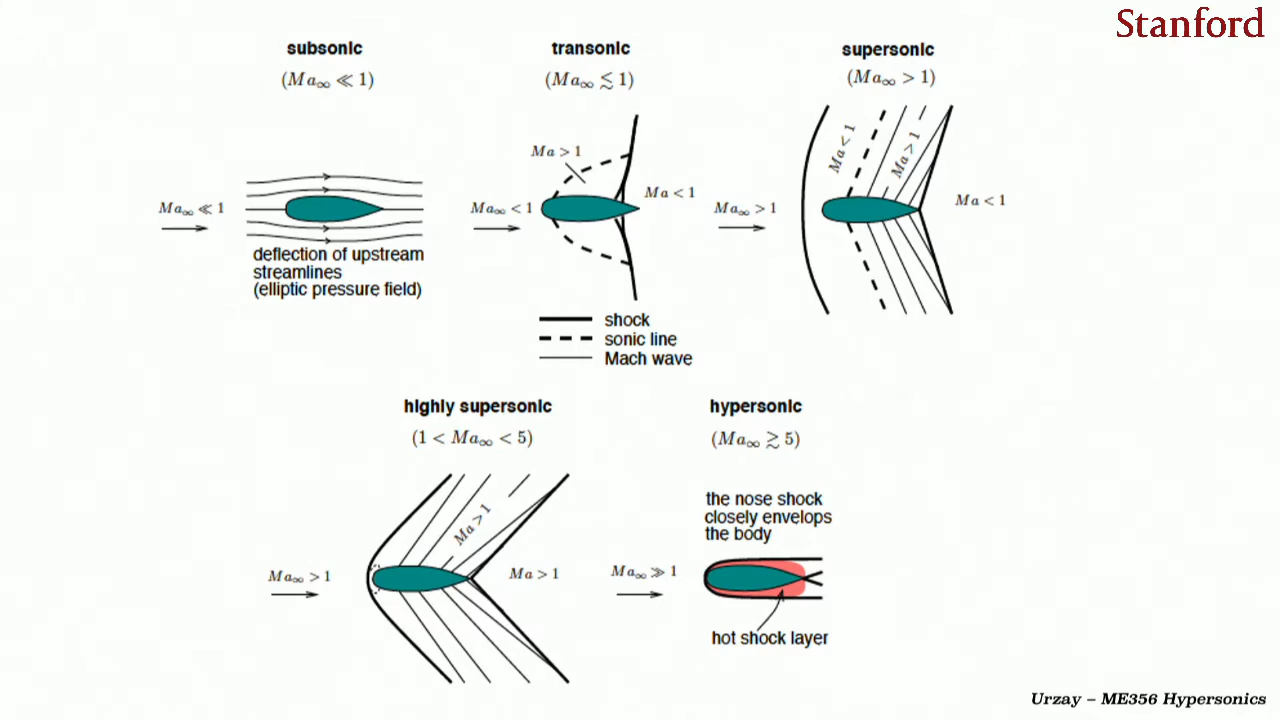 Stanford
subsonic
(Ma∞ ≪ 1)
transonic
(Ma∞ ≲ 1)
supersonic
(Ma∞ > 1)
Ma∞ ≪ 1
deflection of upstream
streamlines
(elliptic pressure field)
Ma > 1
Ma∞ < 1
Ma < 1
Ma∞ > 1
Ma < 1
Ma > 1
Ma < 1
shock
sonic line
Mach wave
highly supersonic
(1 < Ma∞ < 5)
hypersonic
(Ma∞ ≳ 5)
Ma∞ > 1
Ma > 1
Ma > 1
the nose shock
closely envelops
the body
Ma∞ ≫ 1
hot shock layer
Urzay – ME356 Hypersonics